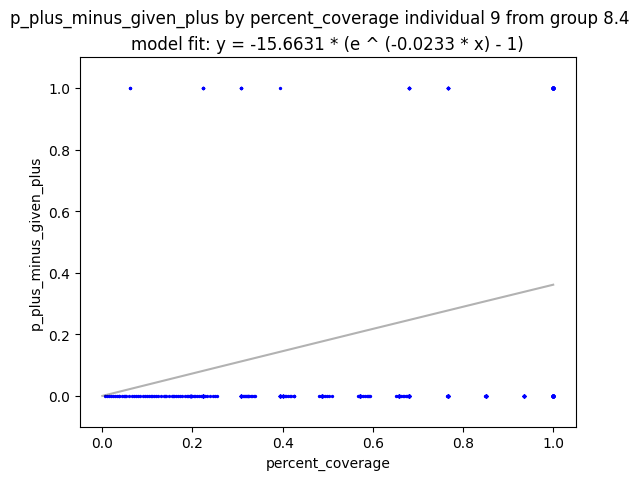 p_plus_minus_given_plus by percent_coverage individual 9 from group 8.4
model fit: y = -15.6631 * (e ^ (-0.0233 * x) - 1)
1.0
0.8
0.6
0.4
0.2
0.0
p_plus_minus_given_plus
0.0 0.2 0.4 0.6 0.8 1.0
percent_coverage